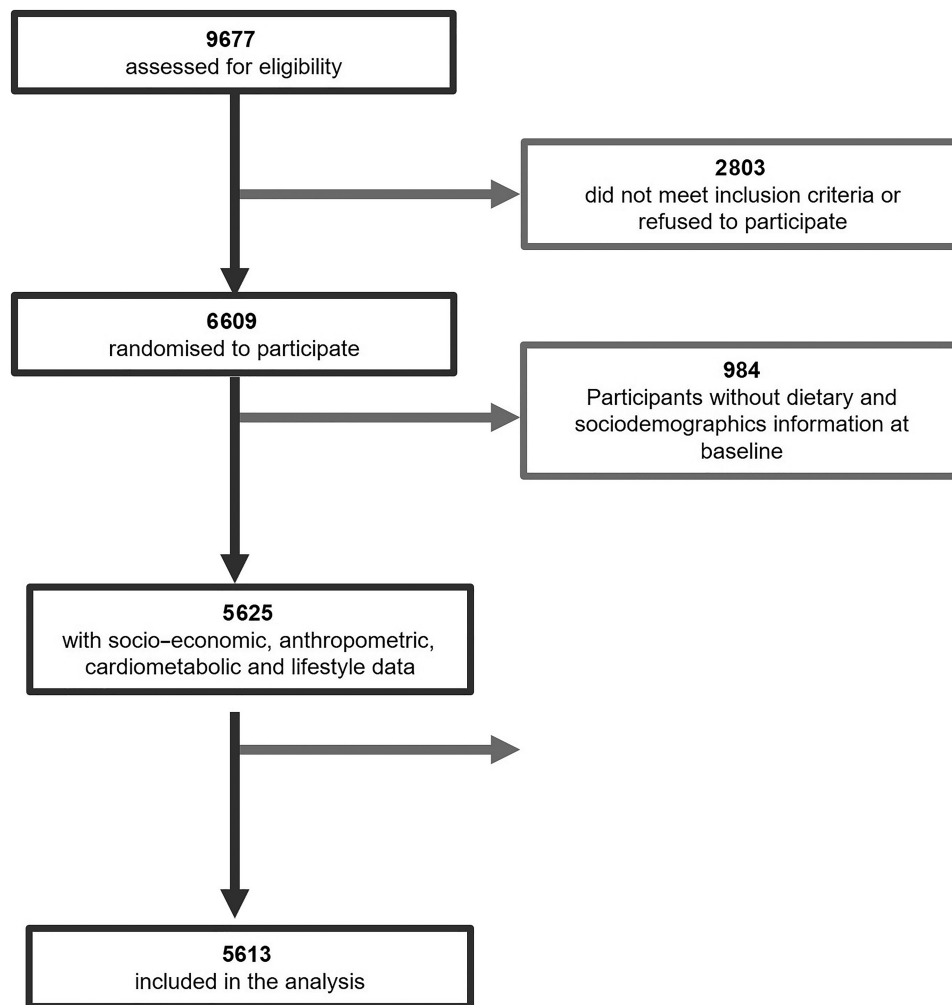 9677
assessed for eligibility
2803
did not meet inclusion criteria or
refused to participate
6609
randomised to participate
984
Participants without dietary and
sociodemographics information at
baseline
5625
with socio–economic, anthropometric,
cardiometabolic and lifestyle data
5613
included in the analysis